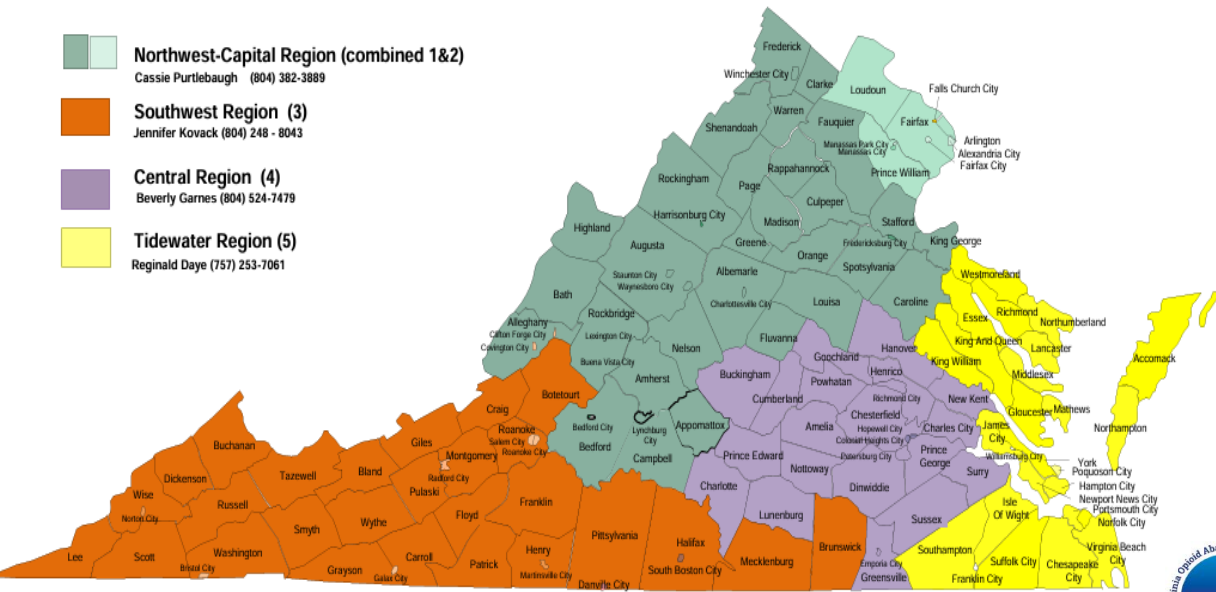 Northwest-Capital Region (combined 1&2)
Cassie Purtlebaugh (804) 382-3889
Southwest Region (3)
Jennifer Kovack (804) 248 - 8043
Central Region (4)
Beverly Garnes (804) 524-7479
Tidewater Region (5)
Reginald Daye (757) 253-7061
Frederick
Winchester City
Clarke
Loudoun
Falls Church City
Warren
Shenandoah
Fauquier
Fairfax
Manassas Park City
Manassas City
Arlington
Alexandria City
Fairfax City
Rappahannock
Prince William
Rockingham
Page
Culpeper
Harrisonburg City
Madison
Stafford
Highland
Augusta
Greene
Fredericksburg City
King George
Orange
Staunton City
Waynesboro City
Albemarle
Spotsylvania
Westmoreland
Bath
Charlottesville City
Louisa
Caroline
Rockbridge
Essex
Richmond
Northumberland
Alleghany
Clifton Forge City
Covington City
Lexington City
Nelson
Fluvanna
Hanover
King And Queen
Lancaster
Buena Vista City
Goochland
King William
Accomack
Amherst
Buckingham
Powhatan
Henrico
Middlesex
Botetourt
Cumberland
Richmond City
New Kent
Craig
Bedford City
Lynchburg
City
Appomattox
Chesterfield
Hopewell City
Colonial Heights City
Charles City
Gloucester
Mathews
Northampton
Roanoke
Salem City
Roanoke City
Amelia
James
City
Buchanan
Giles
Bedford
Campbell
Prince Edward
Petersburg City
Prince
George
Williamsburg City
York
Poquoson City
Hampton City
Newport News City
Portsmouth City
Norfolk City
Montgomery
Radford City
Nottoway
Surry
Dickenson
Tazewell
Bland
Pulaski
Charlotte
Dinwiddie
Wise
Norton City
Russell
Franklin
Lunenburg
Sussex
Isle
Of Wight
Smyth
Wythe
Floyd
Pittsylvania
Halifax
South Boston City
Mecklenburg
Brunswick
Southampton
Virginia Beach
City
Lee
Scott
Washington
Bristol City
Grayson
Carroll
Galax City
Patrick
Henry
Martinsville City
Danville City
Emporia City
Greensville
Franklin City
Suffolk City
Chesapeake
City